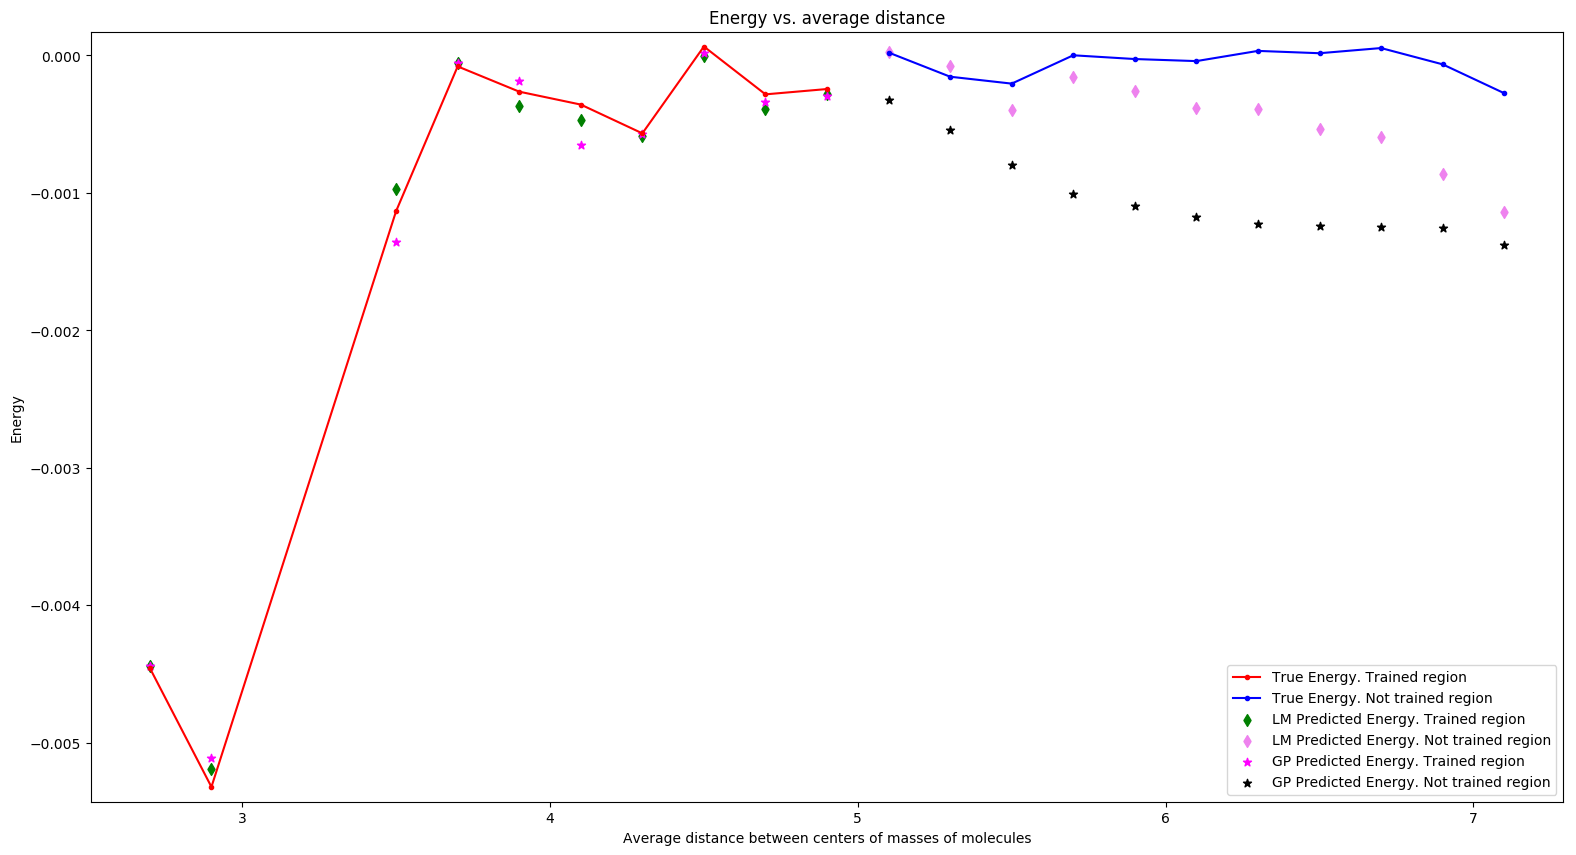 Energy vs. average distance
0.000
−0.001
−0.002
−0.003
−0.004
−0.005
Energy
3
4
5
6
7
Average distance between centers of masses of molecules
True Energy. Trained region
True Energy. Not trained region
LM Predicted Energy. Trained region
LM Predicted Energy. Not trained region
GP Predicted Energy. Trained region
GP Predicted Energy. Not trained region